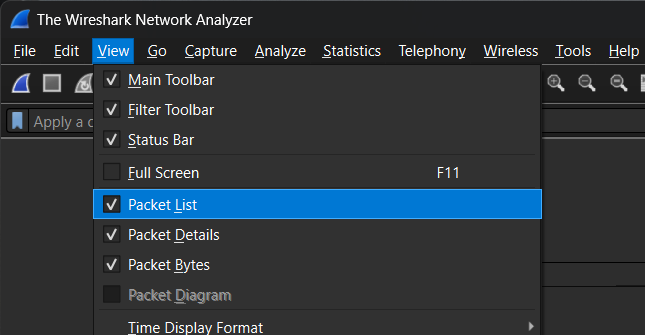 The Wireshark Network Analyzer
File Edit View Go Capture Analyze Statistics Telephony Wireless Tools Help
Main Toolbar
Filter Toolbar
Apply a
Status Bar
Full Screen F11
Packet List
Packet Details
Packet Bytes
Packet Diagram
Time Display Format